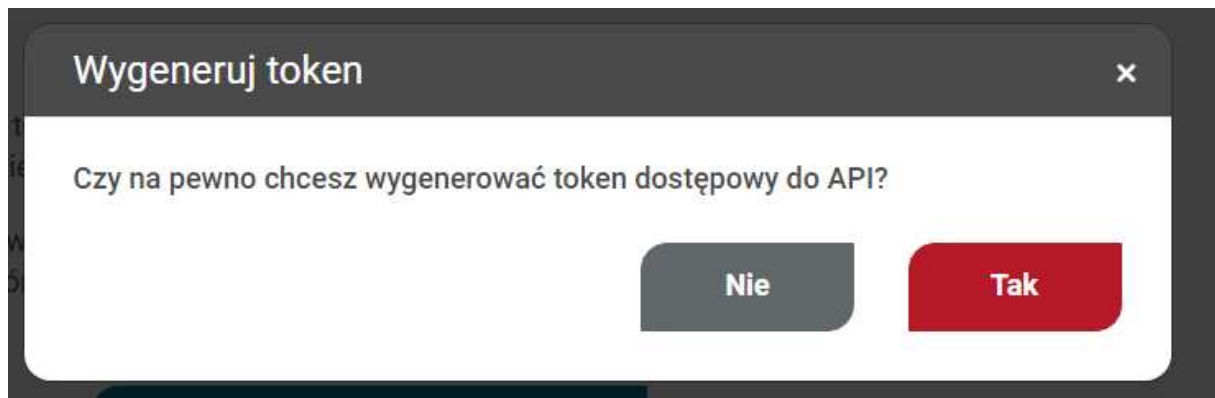 Wygeneruj token
×
Czy na pewno chcesz wygenerować token dostępowy do API?
Nie Tak